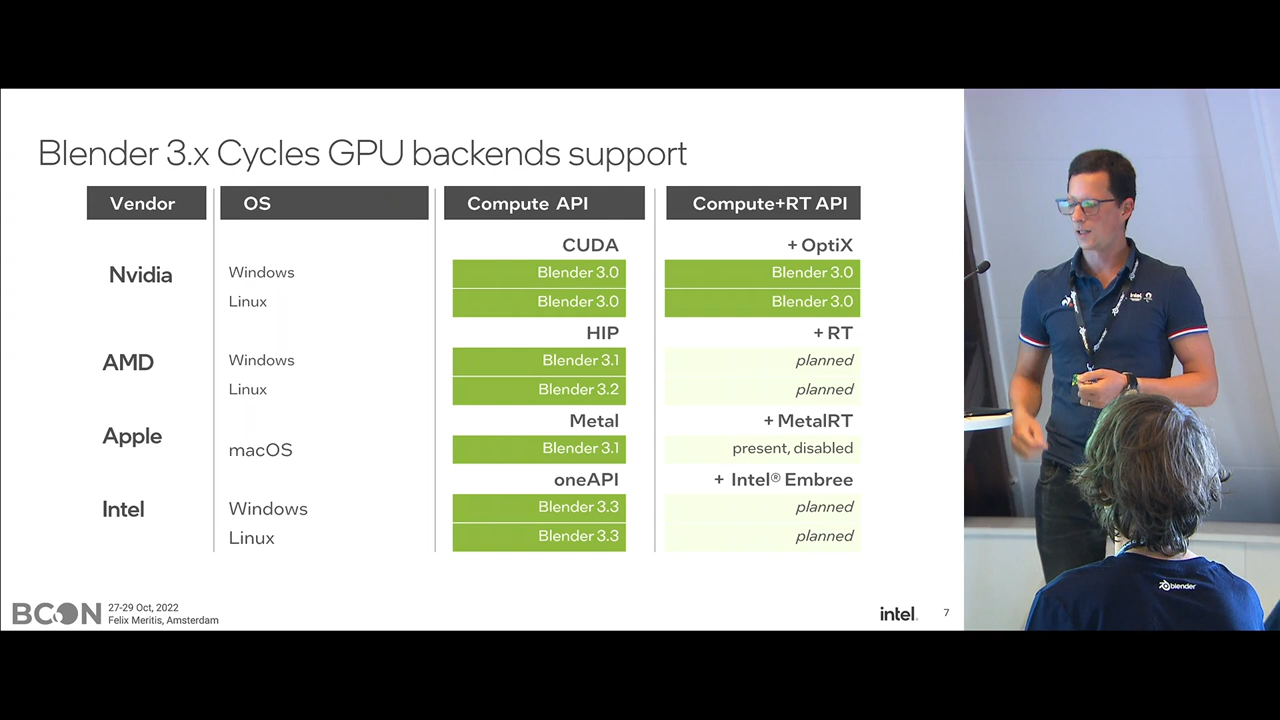 Blender 3.x Cycles GPU backends support
Vendor OS Compute API Compute+RT API
CUDA + OptiX
Nvidia
Windows Blender 3.0 Blender 3.0
Linux Blender 3.0 Blender 3.0
HIP + RT
AMD
Windows Blender 3.1 planned
Linux Blender 3.2 planned
Metal + MetalRT
Apple
macOS Blender 3.1 present, disabled
oneAPI + Intel® Embree
Intel
Windows Blender 3.3 planned
Linux Blender 3.3 planned
BCON
27-29 Oct, 2022
Felix Meritis, Amsterdam
intel.
7
intel
blender